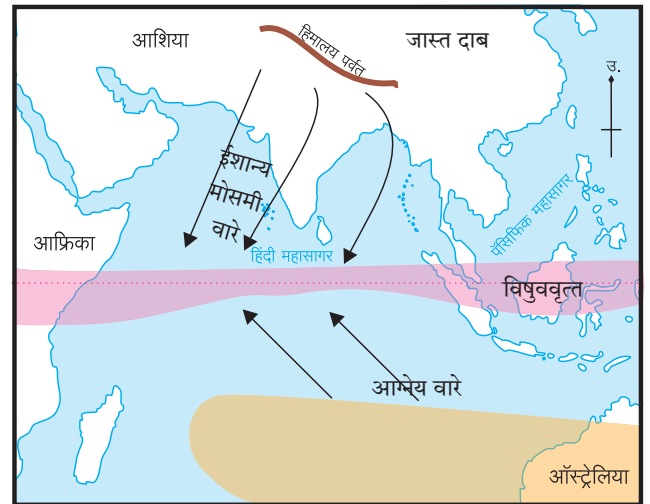 आशिया
हिमालय पर्वत
जास्त दाब
उ.
ईशान्य
मोसमी
वारे
आफ्रिका
हिंदी महासागर
पॅसिफिक महासागर
विषुववृत्त
आग्नेय वारे
ऑस्ट्रेलिया